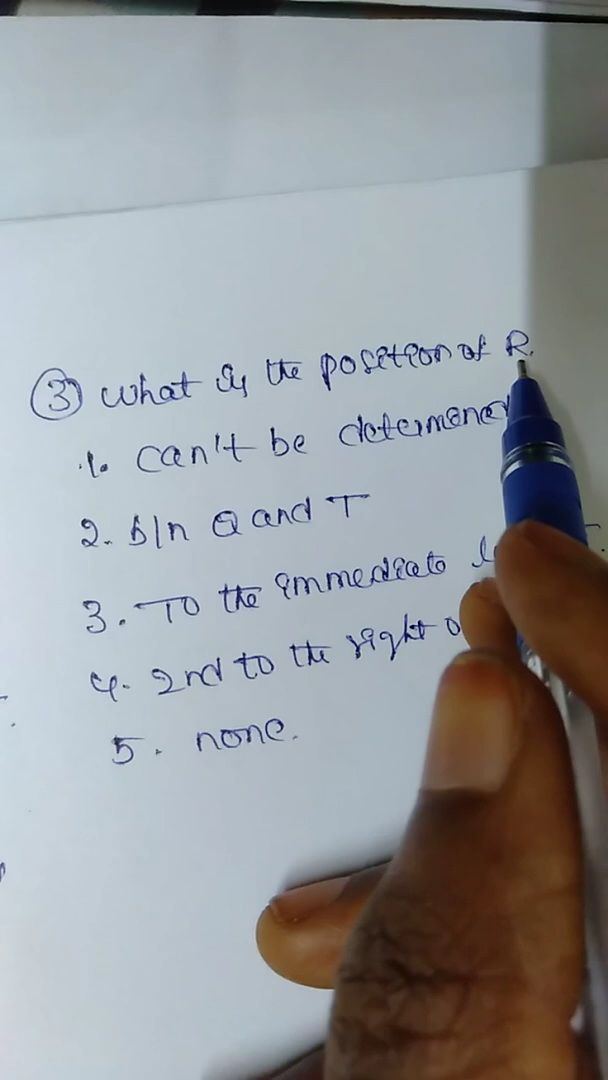 ③ What is the position of R.
1. can't be determened
2. b/n Q and T
3. To the immediate
4. 2nd to the right
5. none.